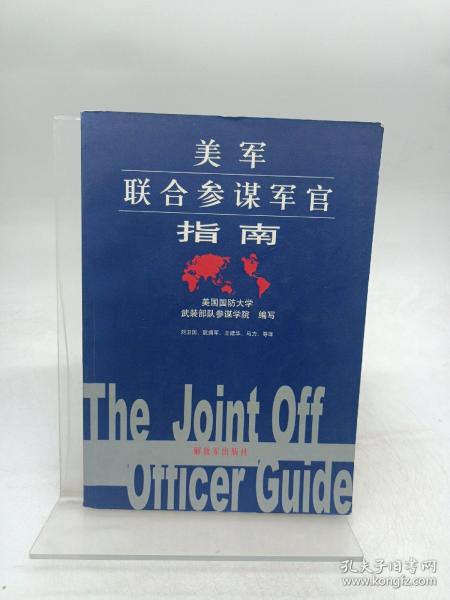 美军
联合参谋军官
指南
美国国防大学
武装部队参谋学院 编写
The Joint Off
解放军出版社
Officer Guide
孔夫子旧书网
www.kongfz.com